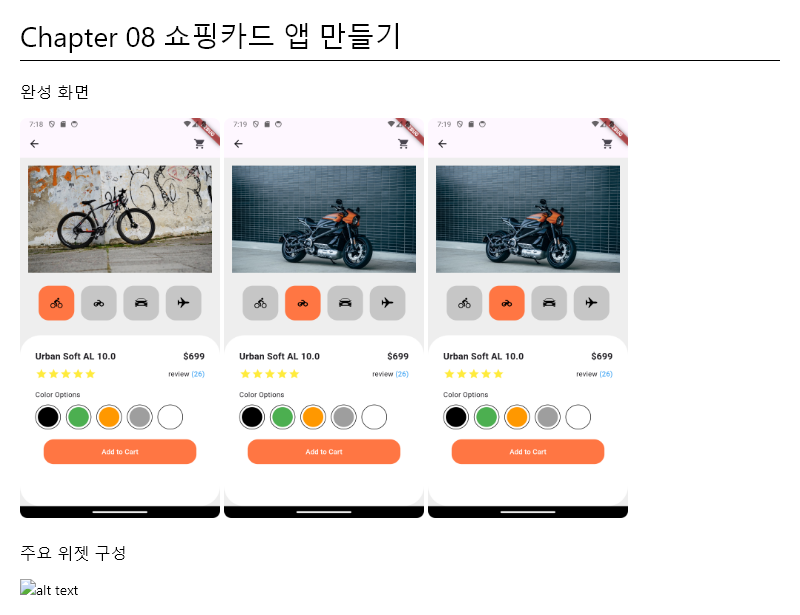 Chapter 08 쇼핑카드 앱 만들기
완성 화면
7:18
7:19
7:19
Urban Soft AL 10.0 $699
review (26)
Color Options
Add to Cart
Urban Soft AL 10.0 $699
review (26)
Color Options
Add to Cart
Urban Soft AL 10.0 $699
review (26)
Color Options
Add to Cart
주요 위젯 구성
alt text